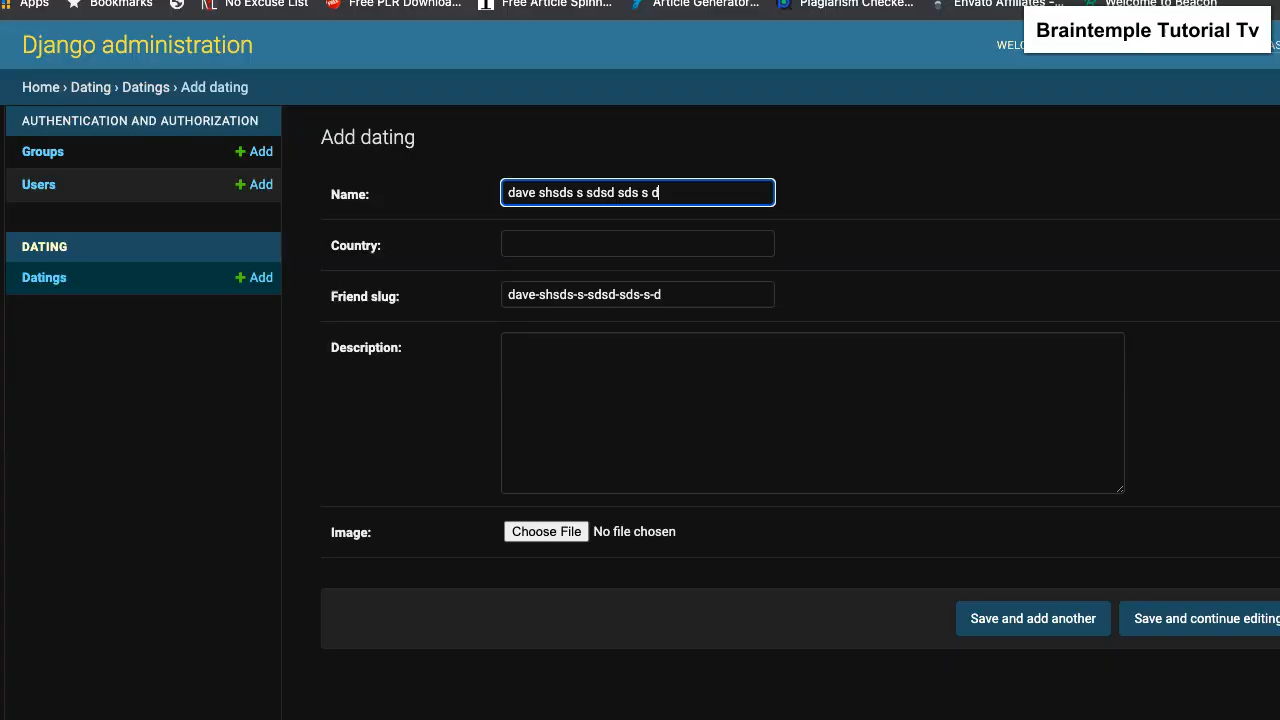 Apps Bookmarks No Excuse List Free PLR Downloa... Free Article Spinn... Article Generator... Plagiarism Checke... Envato Affiliates -... Welcome to Beacon
Braintemple Tutorial Tv
Django administration
Home › Dating › Datings › Add dating
AUTHENTICATION AND AUTHORIZATION
Groups + Add
Users + Add
DATING
Datings + Add
Add dating
Name: dave shsds s sdsd sds s d
Country:
Friend slug: dave-shsds-s-sdsd-sds-s-d
Description:
Image: Choose File No file chosen
Save and add another Save and continue editing